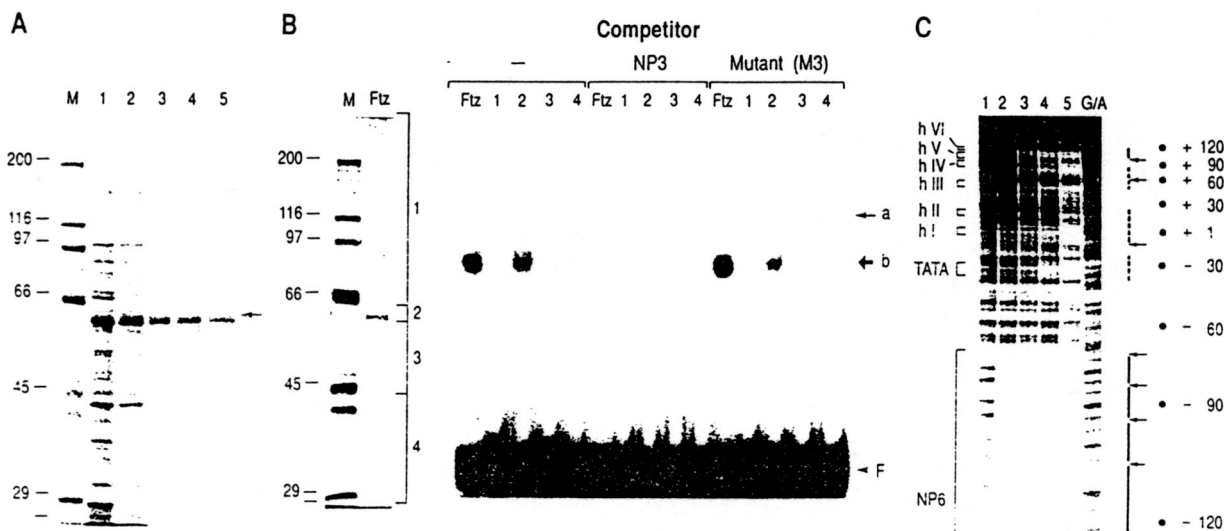 A
M 1 2 3 4 5
200
116
97
66
45
29
B
M Ftz
200
116
97
66
45
29
1
2
3
4
Competitor
– NP3 Mutant (M3)
Ftz 1 2 3 4 Ftz 1 2 3 4 Ftz 1 2 3 4
a
b
F
C
1 2 3 4 5 G/A
h VI
h V
h IV
h III
h II
h I
TATA
NP6
+ 120
+ 90
+ 60
+ 30
+ 1
- 30
- 60
- 90
- 120